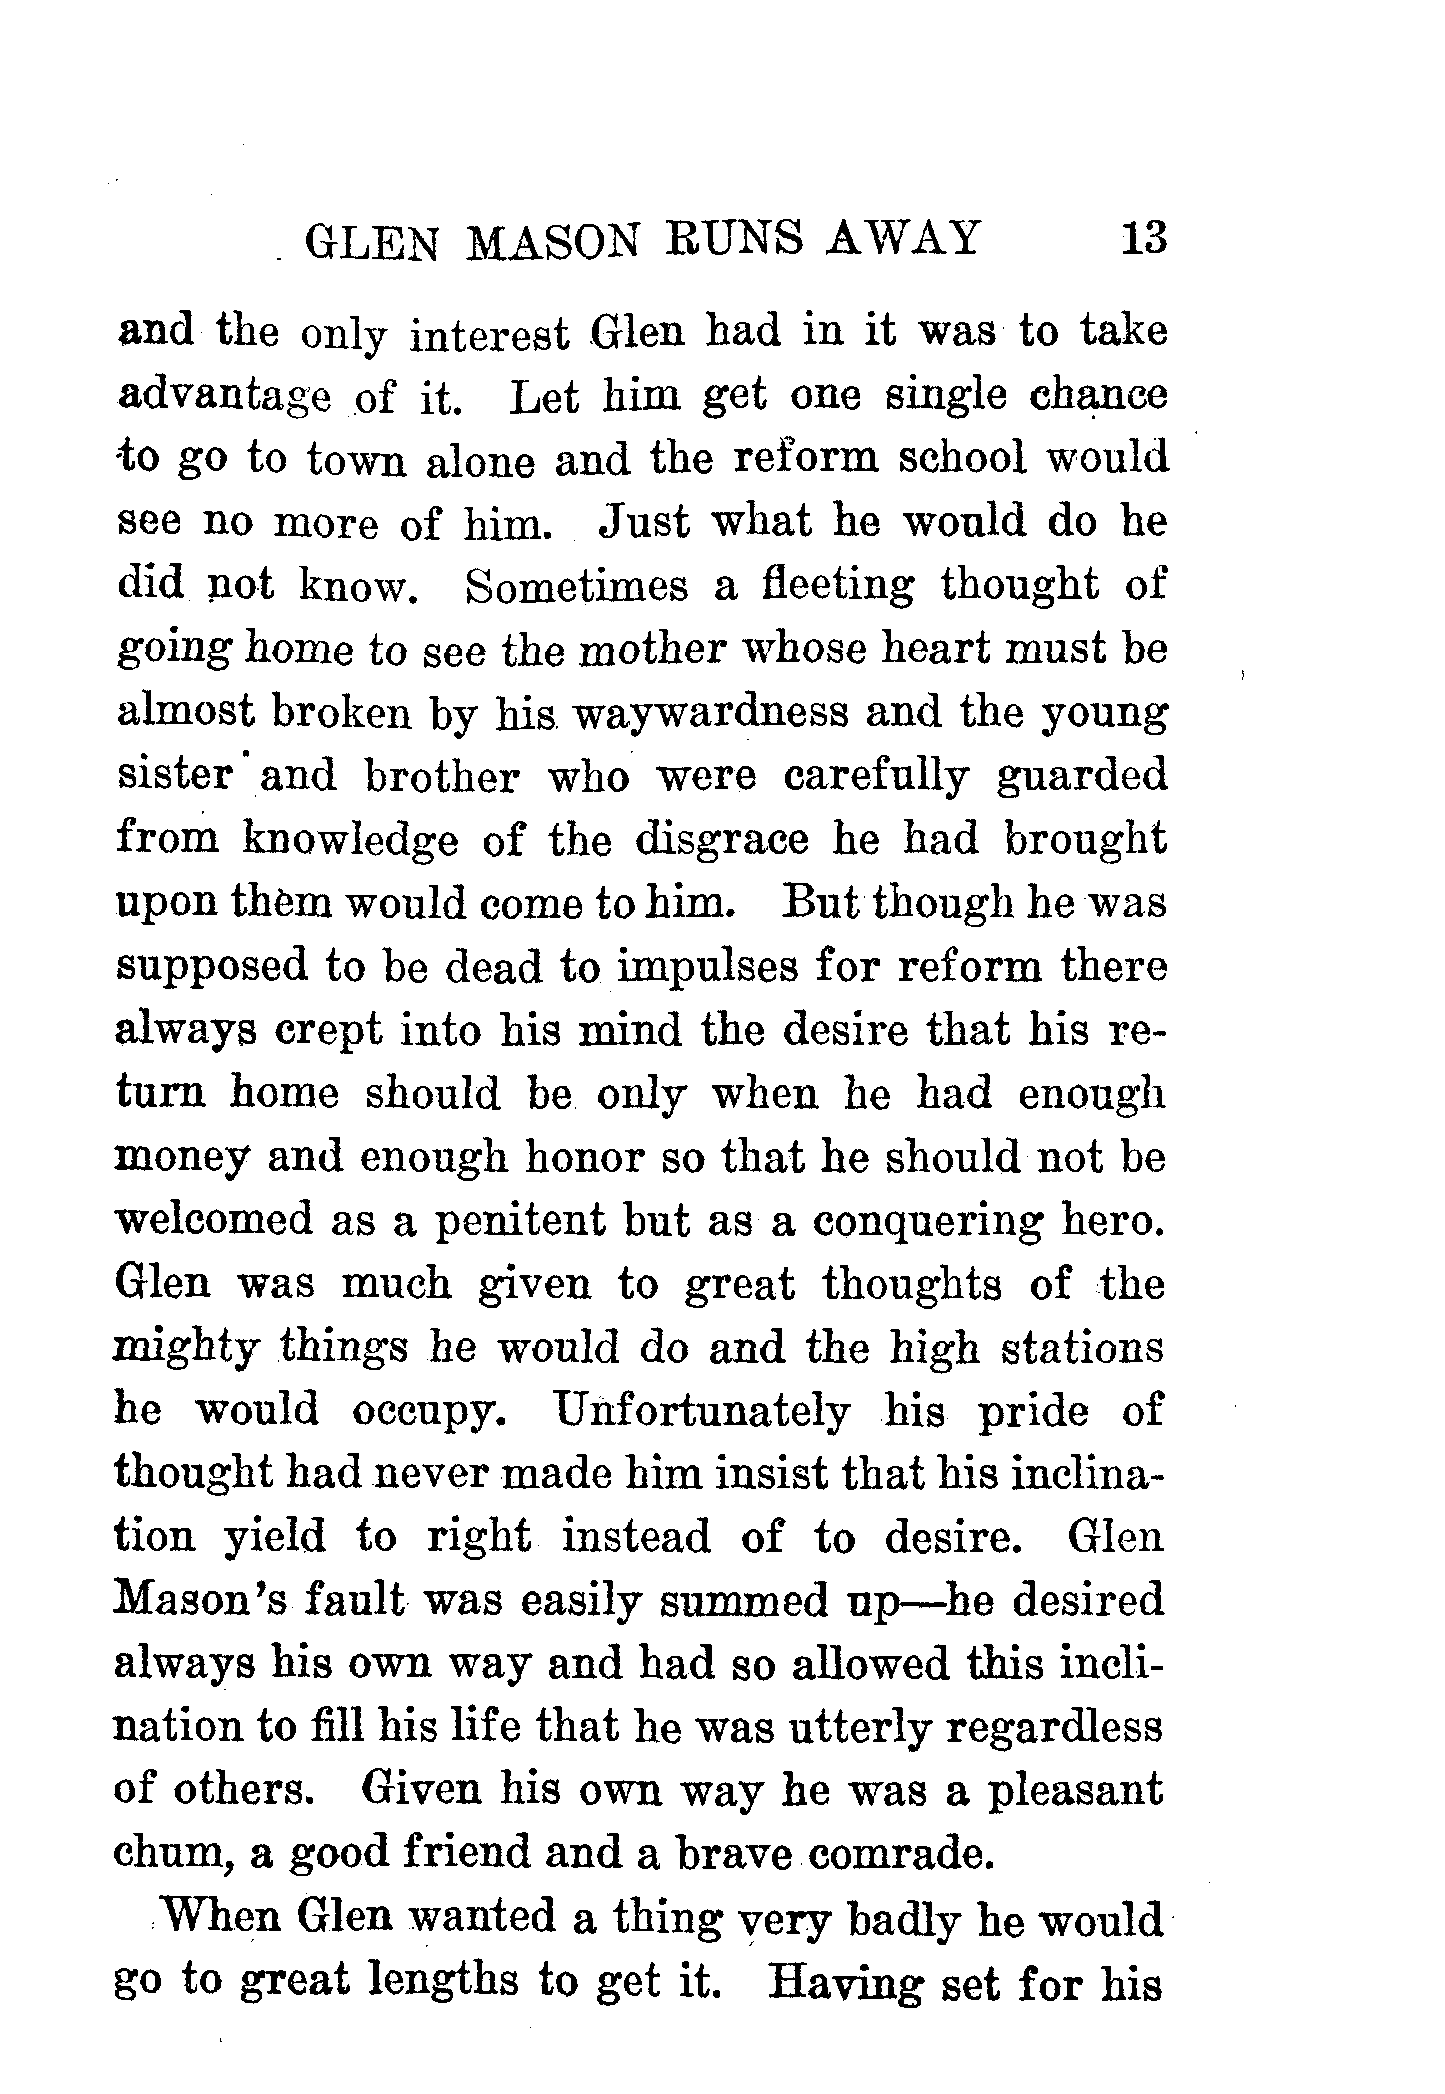 GLEN MASON RUNS AWAY 13
and the only interest Glen had in it was to take
advantage of it. Let him get one single chance
to go to town alone and the reform school would
see no more of him. Just what he would do he
did not know. Sometimes a fleeting thought of
going home to see the mother whose heart must be
almost broken by his waywardness and the young
sister and brother who were carefully guarded
from knowledge of the disgrace he had brought
upon them would come to him. But though he was
supposed to be dead to impulses for reform there
always crept into his mind the desire that his re-
turn home should be only when he had enough
money and enough honor so that he should not be
welcomed as a penitent but as a conquering hero.
Glen was much given to great thoughts of the
mighty things he would do and the high stations
he would occupy. Unfortunately his pride of
thought had never made him insist that his inclina-
tion yield to right instead of to desire. Glen
Mason's fault was easily summed up—he desired
always his own way and had so allowed this incli-
nation to fill his life that he was utterly regardless
of others. Given his own way he was a pleasant
chum, a good friend and a brave comrade.
When Glen wanted a thing very badly he would
go to great lengths to get it. Having set for his